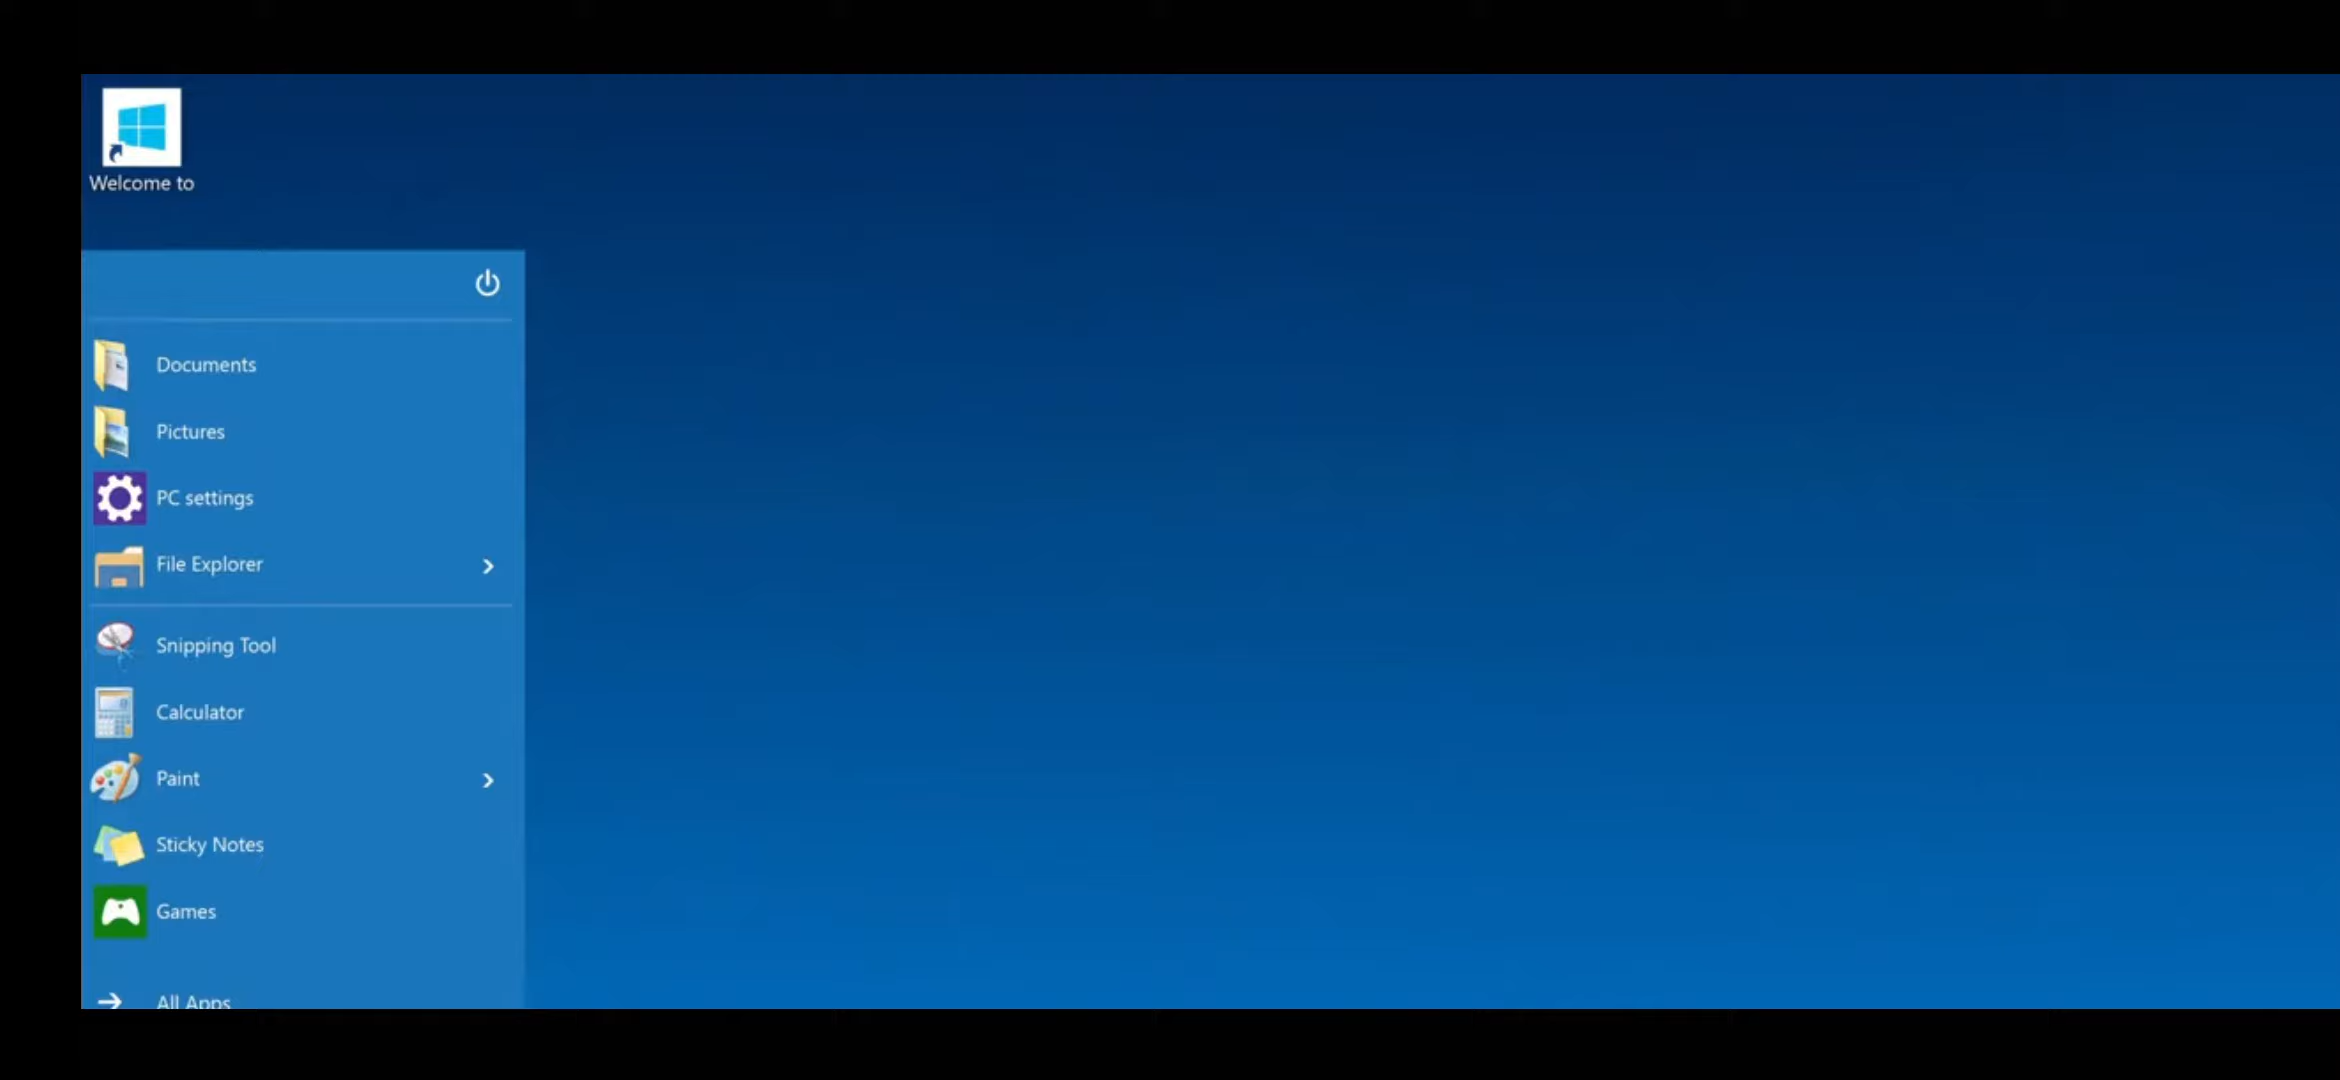 Welcome to
Documents
Pictures
PC settings
File Explorer
Snipping Tool
Calculator
Paint
Sticky Notes
Games
All Apps